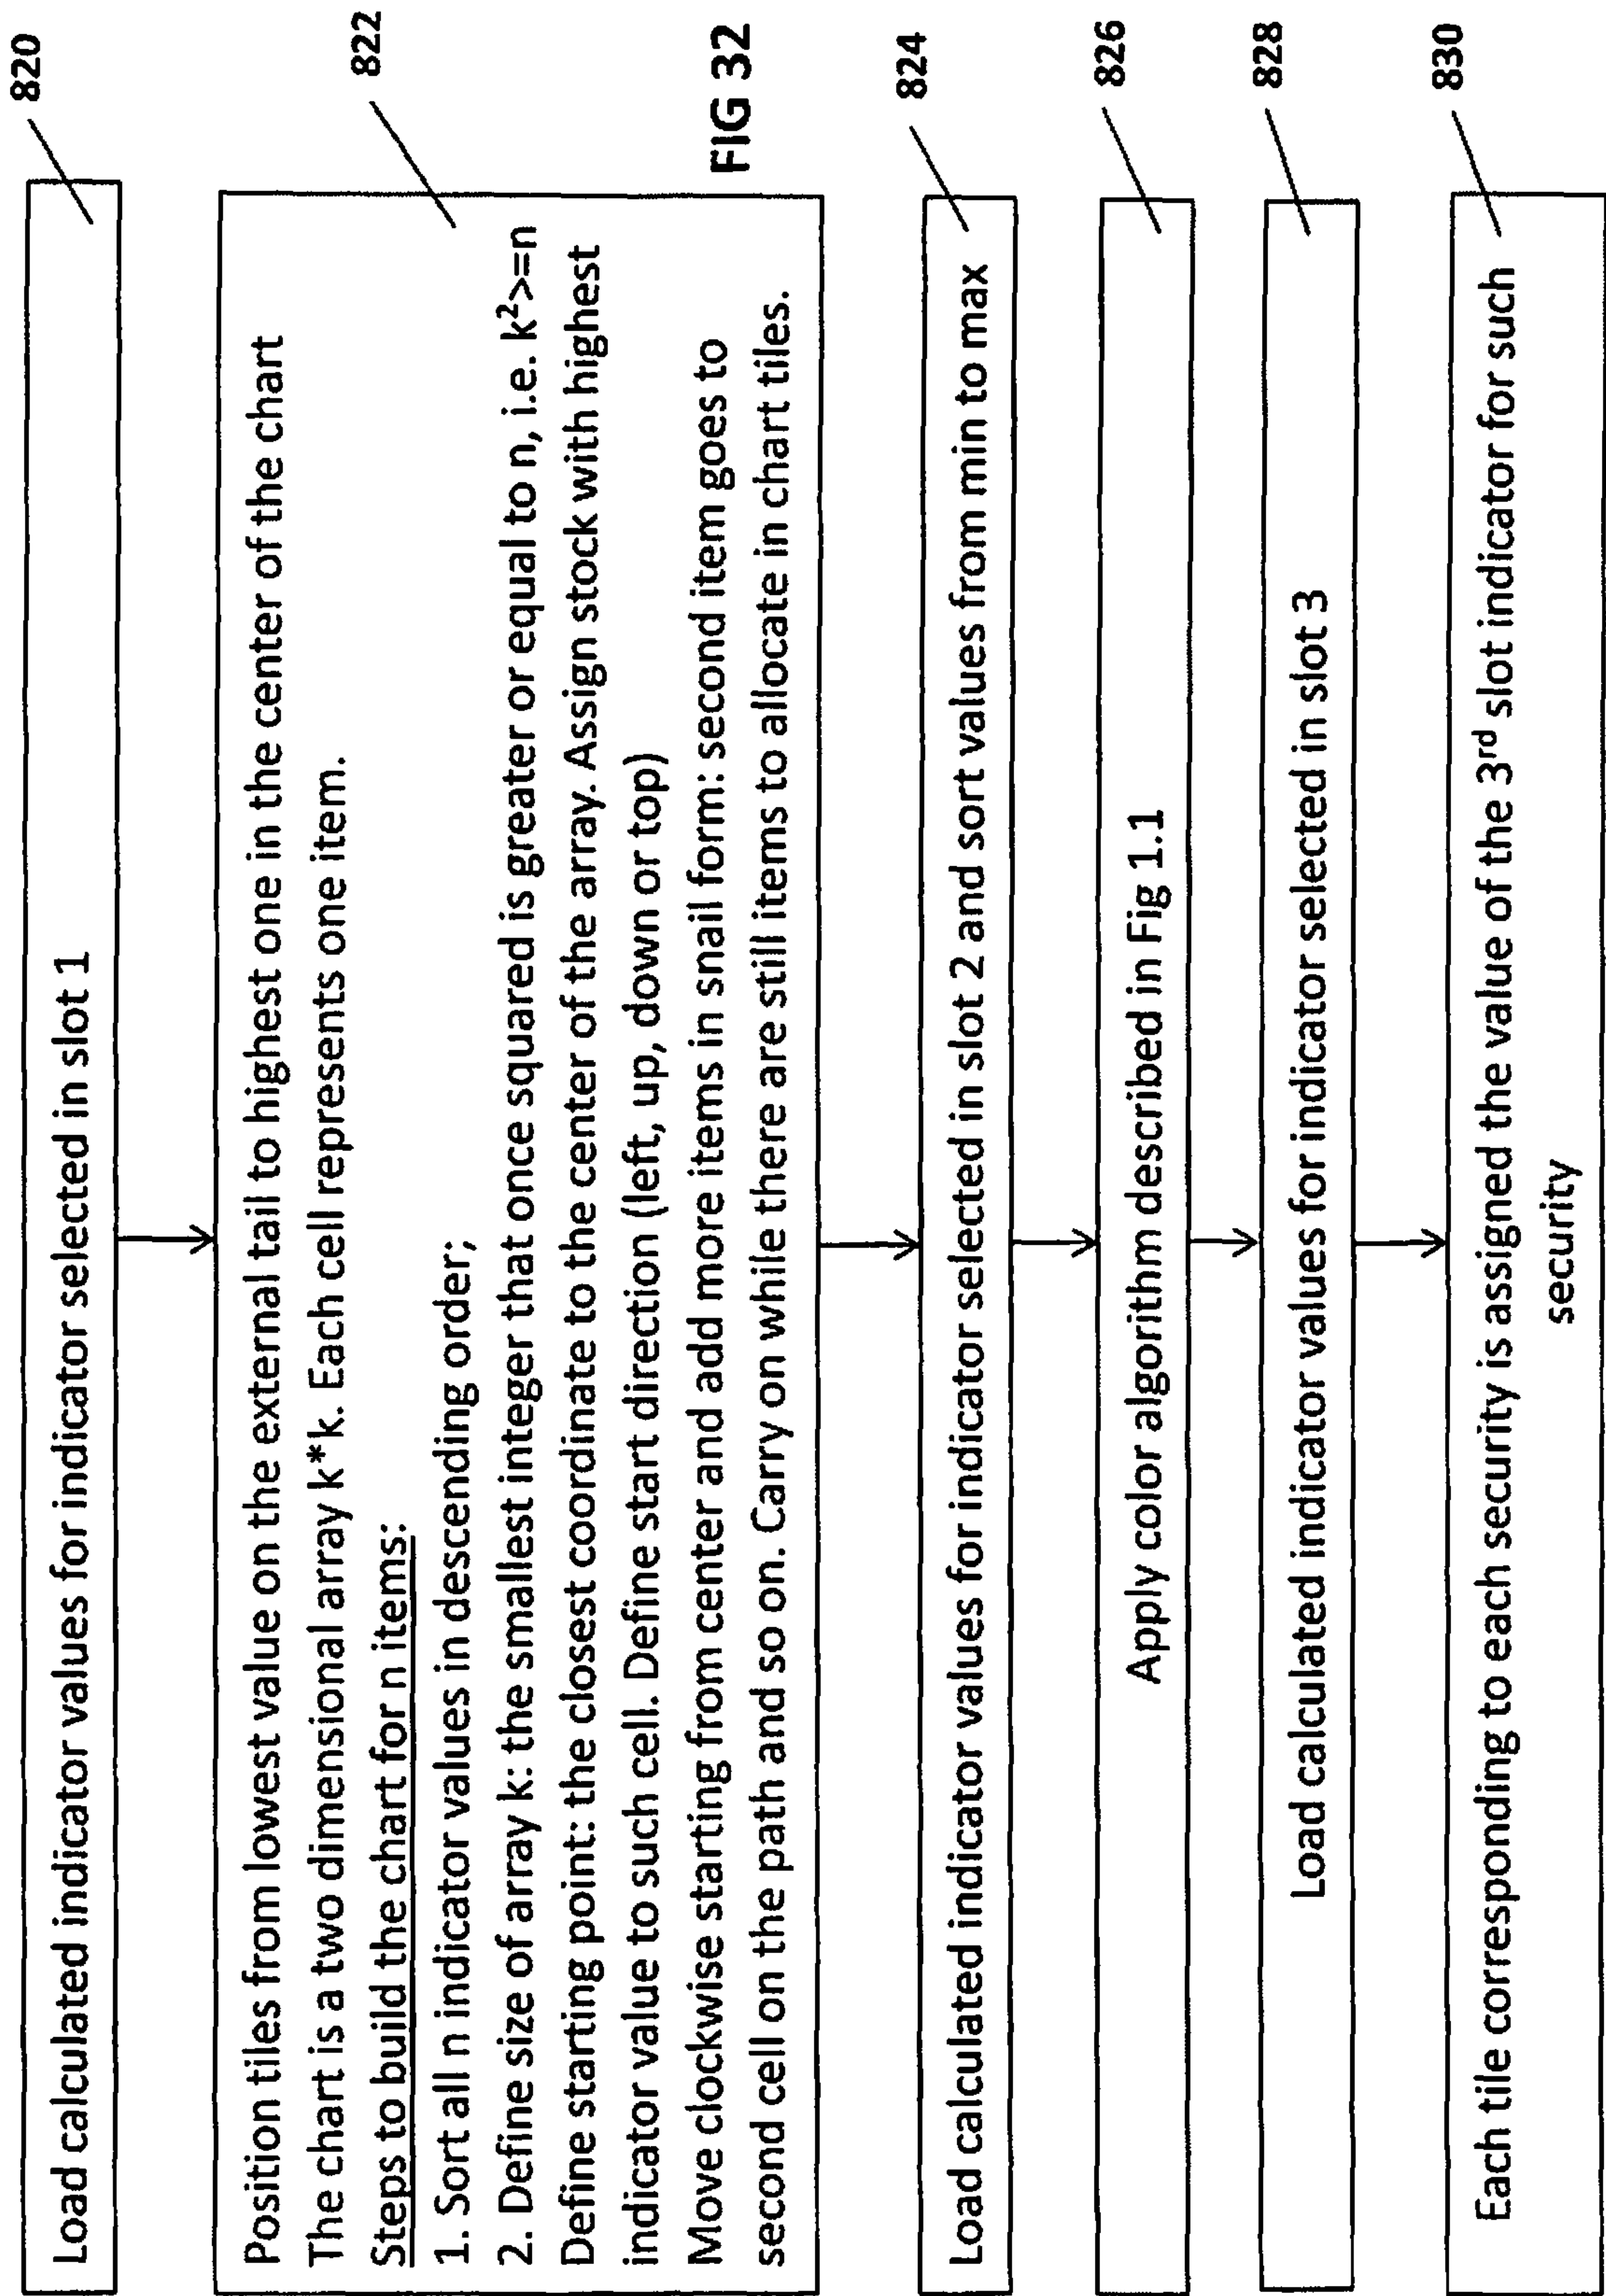 820
Load calculated indicator values for indicator selected in slot 1
822
Position tiles from lowest value on the external tail to highest one in the center of the chart
The chart is a two dimensional array k*k. Each cell represents one item.
Steps to build the chart for n items:
1. Sort all n indicator values in descending order;
2. Define size of array k: the smallest integer that once squared is greater or equal to n, i.e. k²>=n
Define starting point: the closest coordinate to the center of the array. Assign stock with highest
indicator value to such cell. Define start direction (left, up, down or top)
Move clockwise starting from center and add more items in snail form: second item goes to
second cell on the path and so on. Carry on while there are still items to allocate in chart tiles.
FIG 32
824
Load calculated indicator values for indicator selected in slot 2 and sort values from min to max
826
Apply color algorithm described in Fig 1.1
828
Load calculated indicator values for indicator selected in slot 3
830
Each tile corresponding to each security is assigned the value of the 3rd slot indicator for such
security